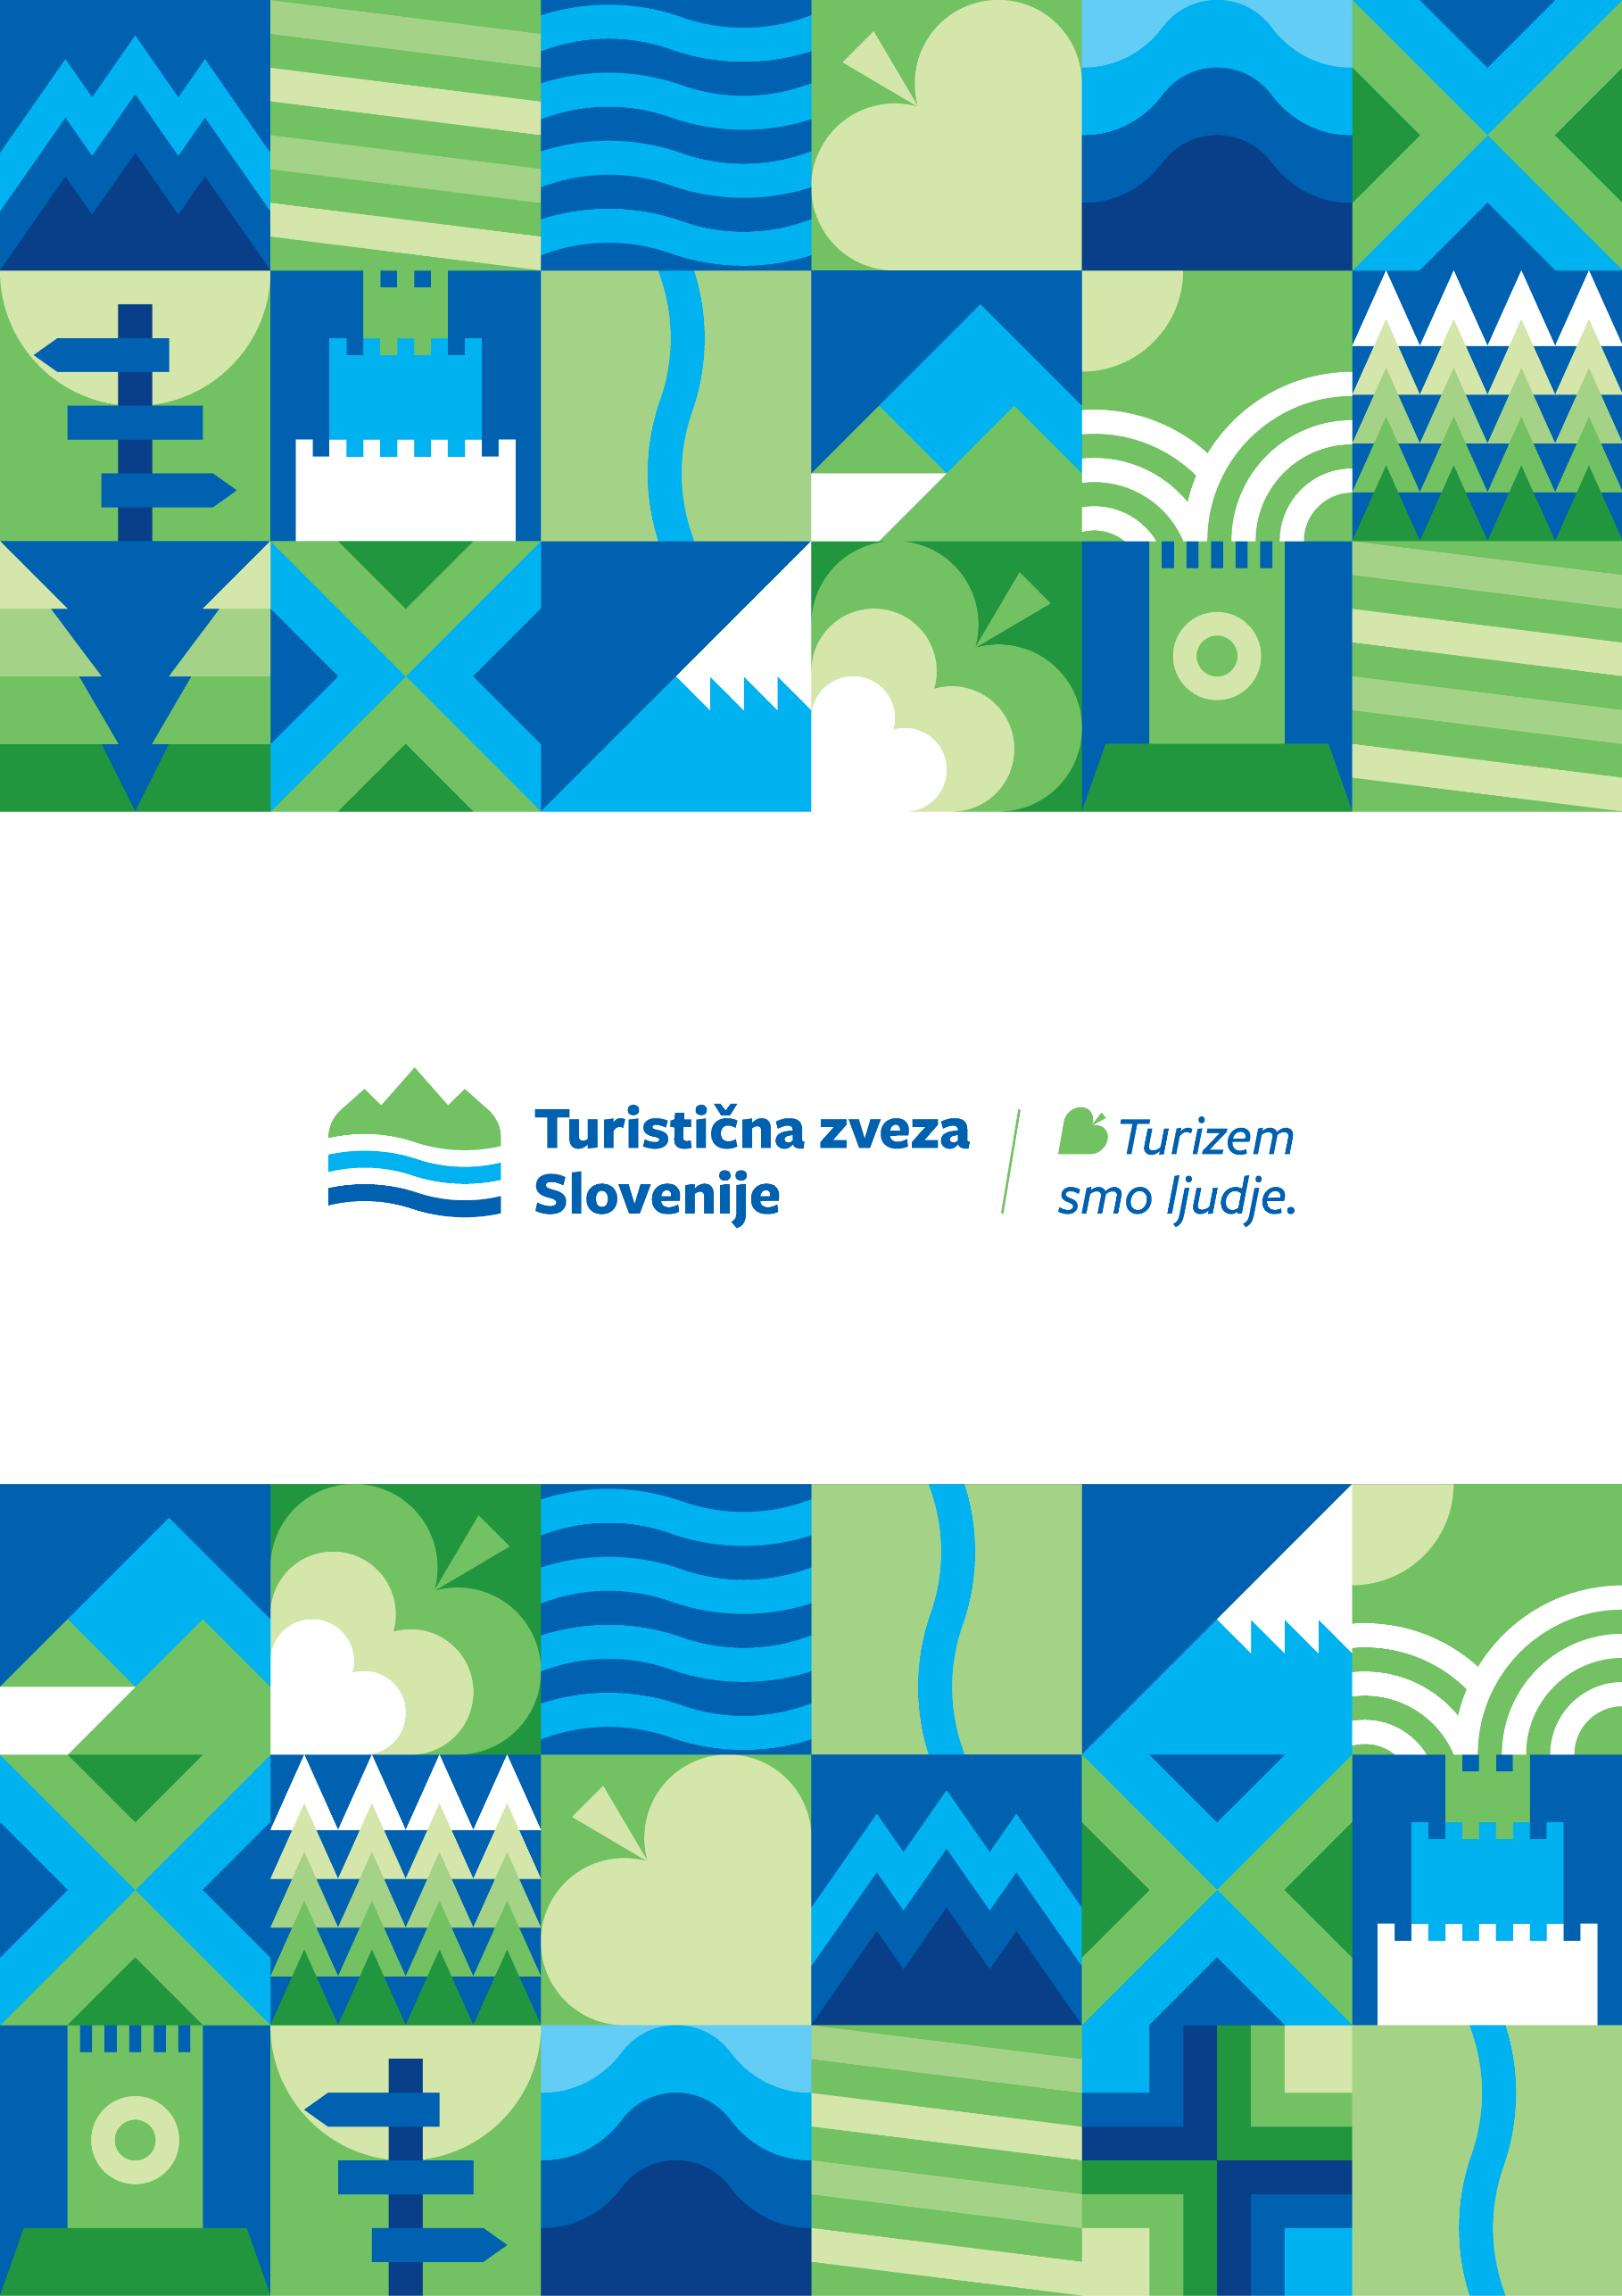 Turistična zveza
Slovenije
Turizem
smo ljudje.